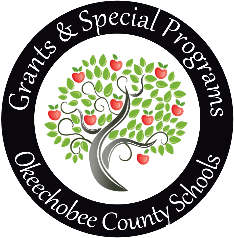 Grants & Special Programs
Okeechobee County Schools